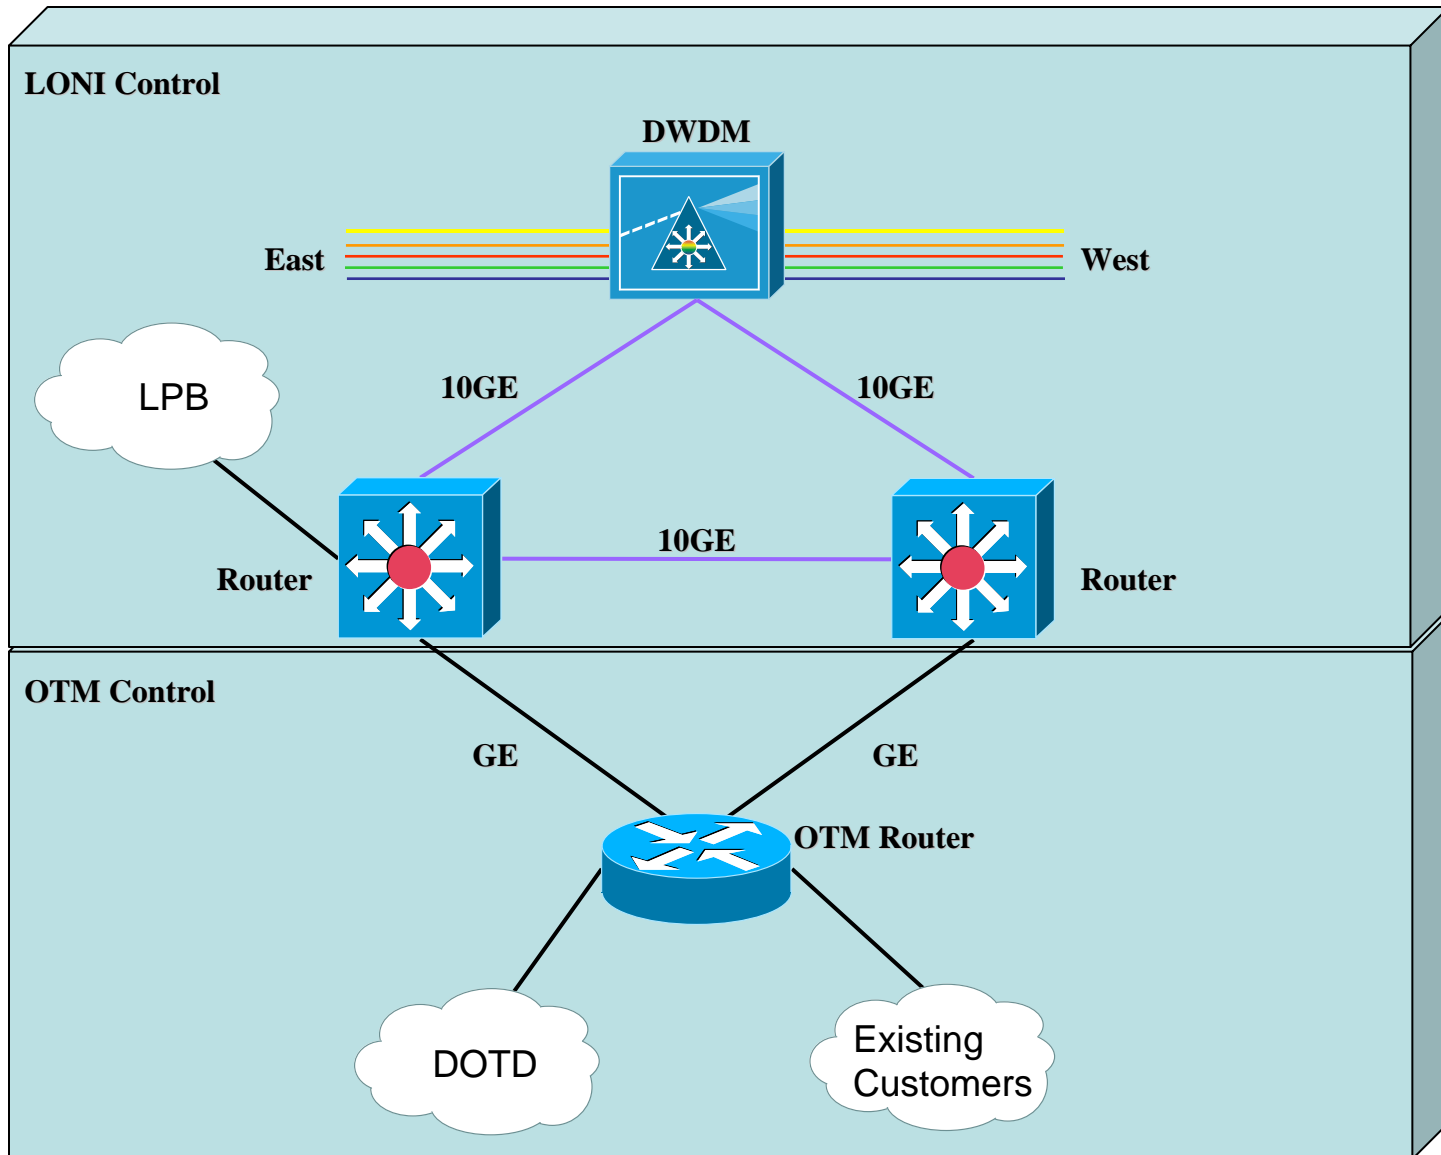 LONI Control
DWDM
East
West
LPB
10GE
10GE
10GE
Router
Router
OTM Control
GE
GE
OTM Router
DOTD
Existing
Customers